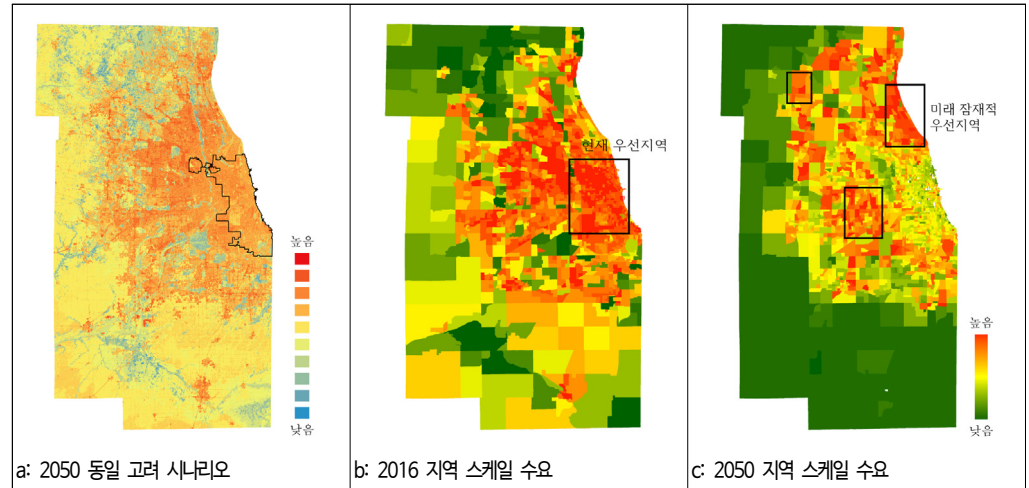 높음
낮음
a: 2050 동일 고려 시나리오
현재 우선지역
b: 2016 지역 스케일 수요
미래 잠재적
우선지역
높음
낮음
c: 2050 지역 스케일 수요